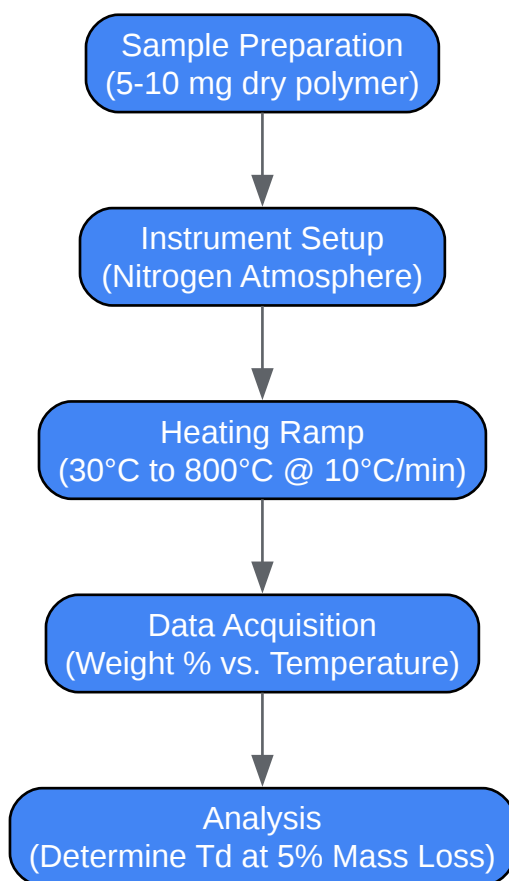 Sample Preparation
(5-10 mg dry polymer)
Instrument Setup
(Nitrogen Atmosphere)
Heating Ramp
(30°C to 800°C @ 10°C/min)
Data Acquisition
(Weight % vs. Temperature)
Analysis
(Determine Td at 5% Mass Loss)